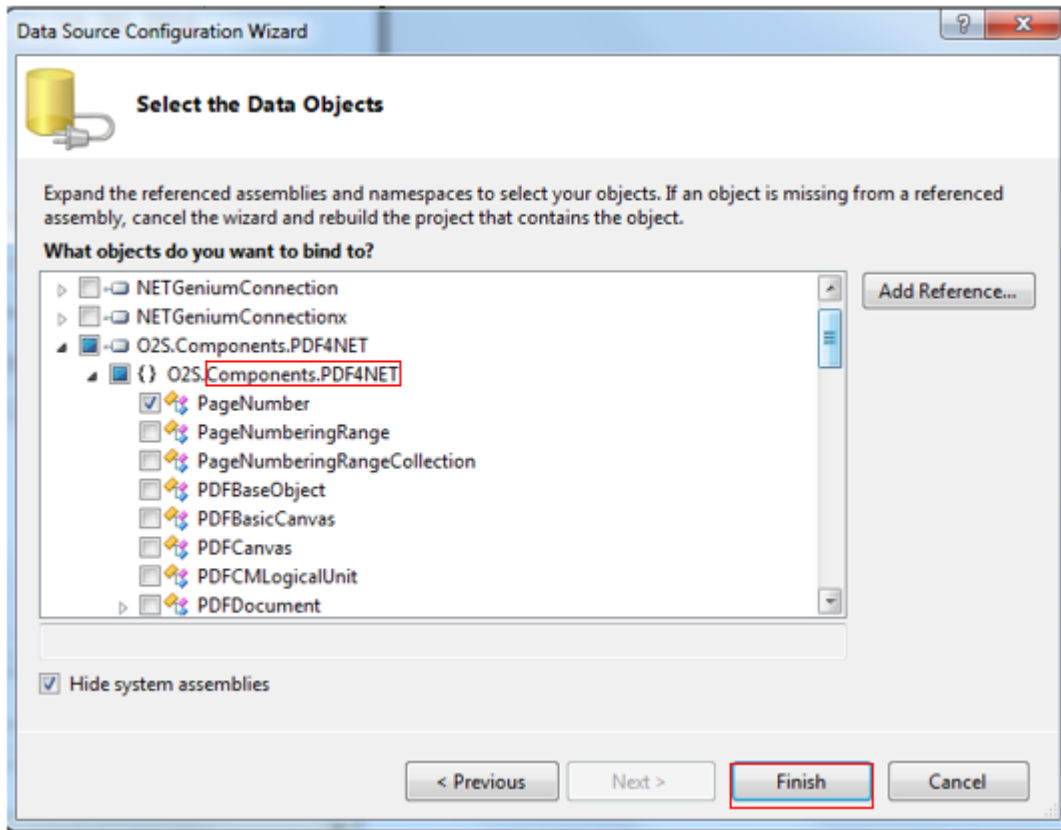 Data Source Configuration Wizard
Select the Data Objects
Expand the referenced assemblies and namespaces to select your objects. If an object is missing from a referenced
assembly, cancel the wizard and rebuild the project that contains the object.
What objects do you want to bind to?
NETGeniumConnection
Add Reference...
NETGeniumConnectionx
O2S.Components.PDF4NET
{} O2S.Components.PDF4NET
PageNumber
PageNumberingRange
PageNumberingRangeCollection
PDFBaseObject
PDFBasicCanvas
PDFCanvas
PDFCMLogicalUnit
PDFDocument
Hide system assemblies
< Previous
Next >
Finish
Cancel